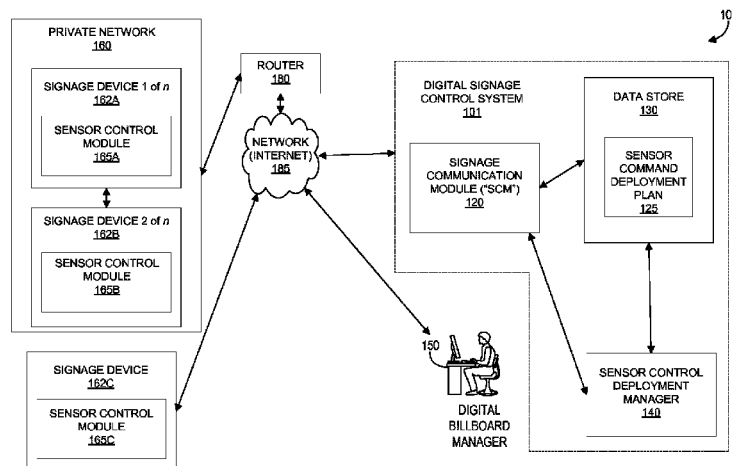 10
PRIVATE NETWORK
160
SIGNAGE DEVICE 1 of n
162A
SENSOR CONTROL
MODULE
165A
SIGNAGE DEVICE 2 of n
162B
SENSOR CONTROL
MODULE
165B
SIGNAGE DEVICE
162C
SENSOR CONTROL
MODULE
165C
ROUTER
180
NETWORK
(INTERNET)
185
150
DIGITAL
BILLBOARD
MANAGER
DIGITAL SIGNAGE
CONTROL SYSTEM
101
SIGNAGE
COMMUNICATION
MODULE ("SCM")
120
DATA STORE
130
SENSOR
COMMAND
DEPLOYMENT
PLAN
125
SENSOR CONTROL
DEPLOYMENT
MANAGER
140